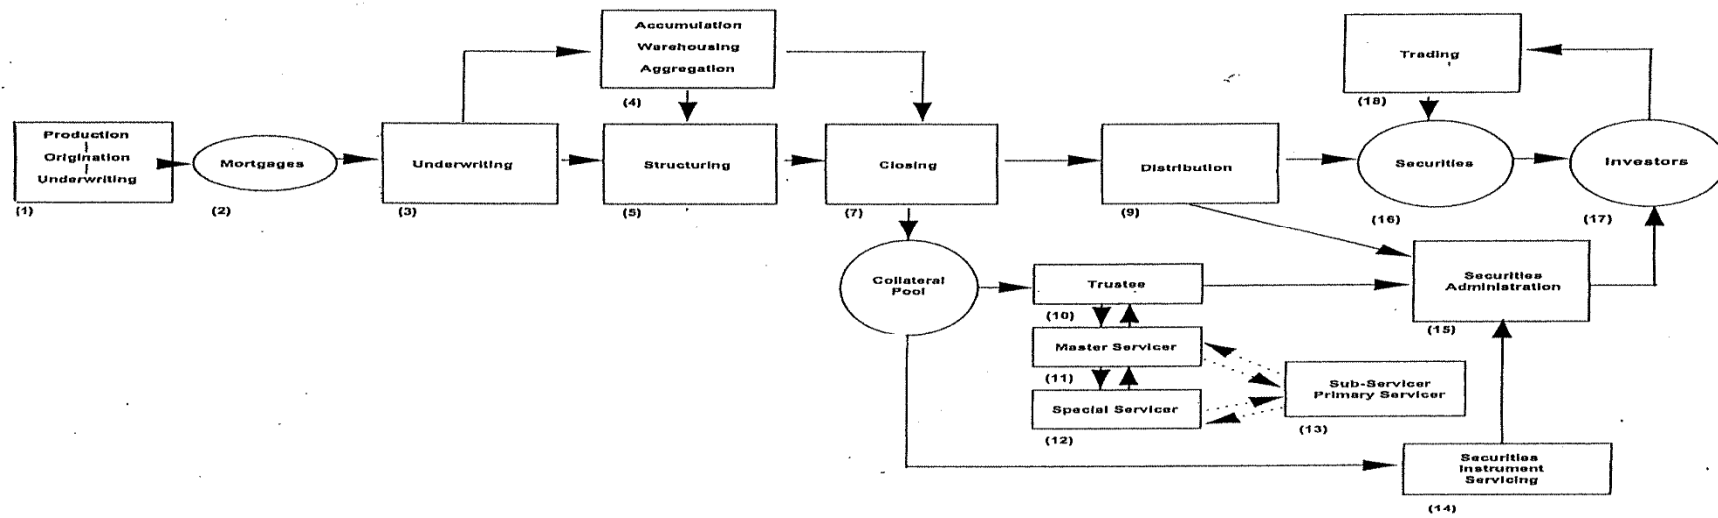 Accumulation
Warehousing
Aggregation
(4)
Trading
(18)
Production
Origination
Underwriting
(1)
Mortgages
(2)
Underwriting
(3)
Structuring
(5)
Closing
(7)
Distribution
(9)
Securities
(16)
Investors
(17)
Collateral
Pool
Trustee
(10)
Master Servicer
(11)
Special Servicer
(12)
Sub-Servicer
Primary Servicer
(13)
Securities
Administration
(15)
Securities
Instrument
Servicing
(14)